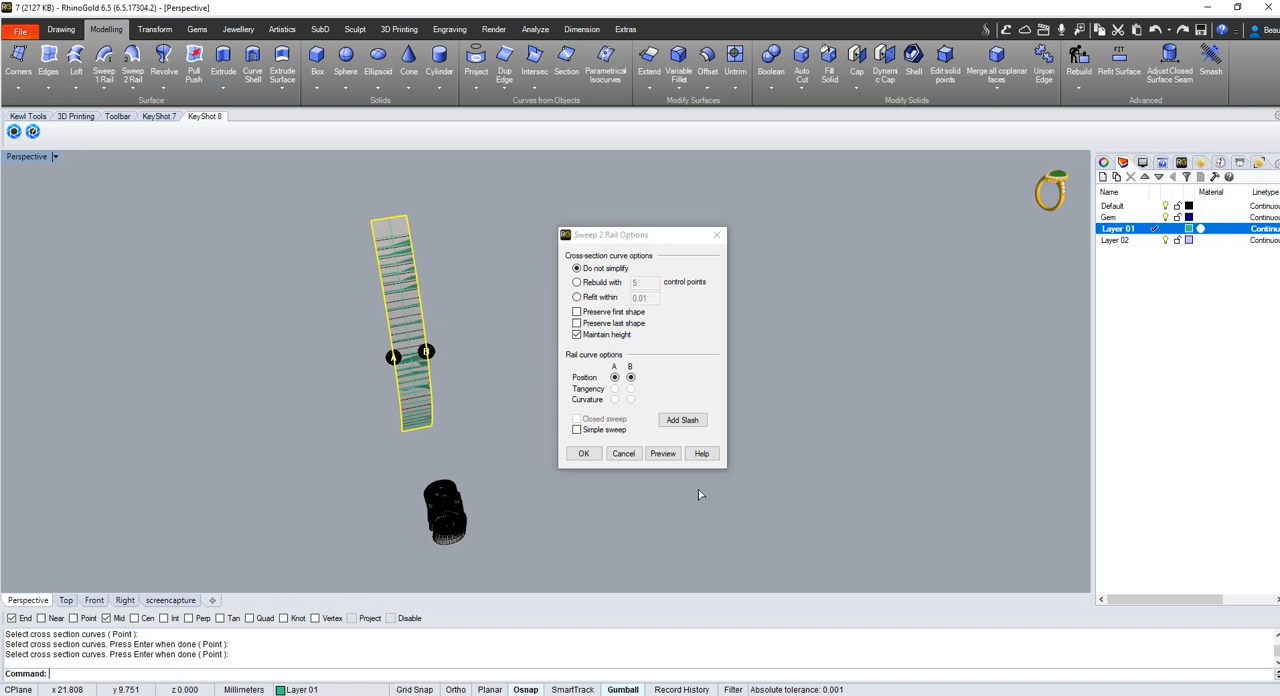 7 (2127 KB) - RhinoGold 6.5 (6.5.17304.2) - [Perspective]
File Drawing Modelling Transform Gems Jewellery Artistics SubD Sculpt 3D Printing Engraving Render Analyze Dimension Extras Beau
Corners Edges Loft Sweep 1 Rail Sweep 2 Rail Revolve Pull Push Extrude Curve Shell Extrude Surface Box Sphere Ellipsoid Cone Cylinder Project Dup Edge Intersec Section Parametrical Isocurves Extend Variable Fillet Offset Untrim Boolean Auto Cut Fill Solid Cap Dynami c Cap Shell Edit solid points Merge all coplanar faces Unjoin Edge Rebuild Refit Surface Adjust Closed Surface Seam Smash
Surface Solids Curves from Objects Modify Surfaces Modify Solids Advanced
Kewl Tools 3D Printing Toolbar KeyShot 7 KeyShot 8
Perspective
Name Material Linetype
Default Continuou
Gem Continuou
Layer 01 Continu
Layer 02 Continuou
A B
Sweep 2 Rail Options
Cross-section curve options
Do not simplify
Rebuild with 5 control points
Refit within 0.01
Preserve first shape
Preserve last shape
Maintain height
Rail curve options
A B
Position
Tangency
Curvature
Closed sweep Add Slash
Simple sweep
OK Cancel Preview Help
Perspective Top Front Right screencapture
End Near Point Mid Cen Int Perp Tan Quad Knot Vertex Project Disable
Select cross section curves ( Point ):
Select cross section curves. Press Enter when done ( Point ):
Select cross section curves. Press Enter when done ( Point ):
Command:
CPlane x 21.808 y 9.751 z 0.000 Millimeters Layer 01 Grid Snap Ortho Planar Osnap SmartTrack Gumball Record History Filter Absolute tolerance: 0.001